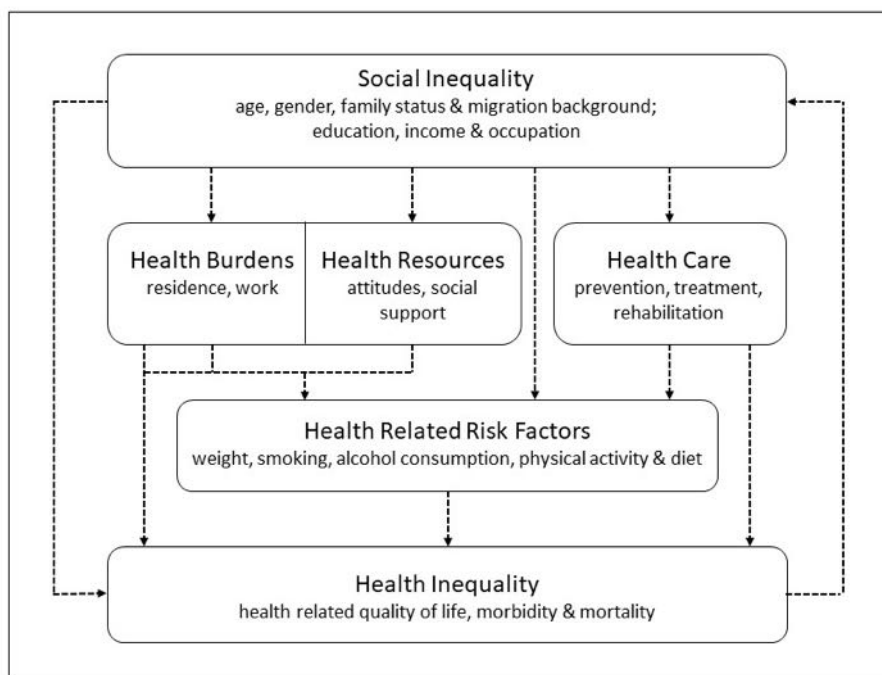 Social Inequality
age, gender, family status & migration background;
education, income & occupation
Health Burdens
residence, work
Health Resources
attitudes, social
support
Health Care
prevention, treatment,
rehabilitation
Health Related Risk Factors
weight, smoking, alcohol consumption, physical activity & diet
Health Inequality
health related quality of life, morbidity & mortality